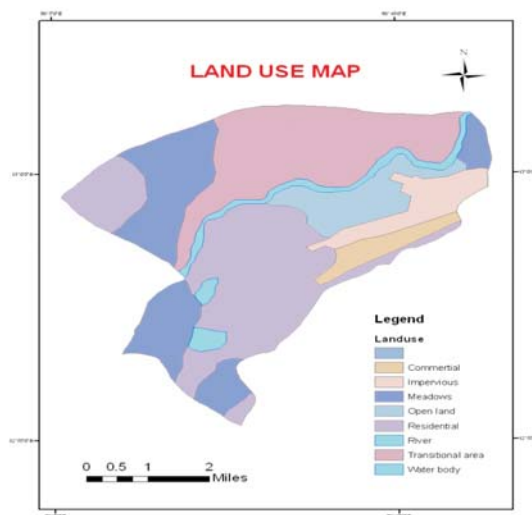 N
LAND USE MAP
Legend
Landuse
Commertial
Impervious
Meadows
Open land
Residential
River
Transitional area
Water body
0 0.5 1 2
Miles